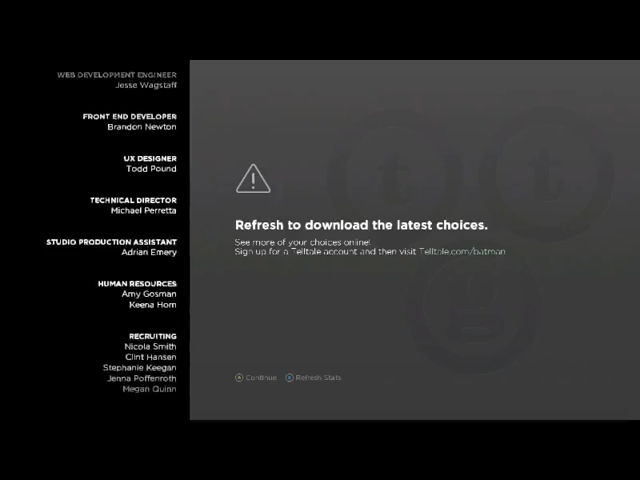 WEB DEVELOPMENT ENGINEER
Jesse Wagstaff
FRONT END DEVELOPER
Brandon Newton
UX DESIGNER
Todd Pound
TECHNICAL DIRECTOR
Michael Perretta
STUDIO PRODUCTION ASSISTANT
Adrian Emery
HUMAN RESOURCES
Amy Gosman
Keena Horn
RECRUITING
Nicola Smith
Clint Hansen
Stephanie Keegan
Jenna Poffenroth
Megan Quinn
Refresh to download the latest choices.
See more of your choices online!
Sign up for a Telltale account and then visit Telltale.com/batman
A Continue X Refresh Stats